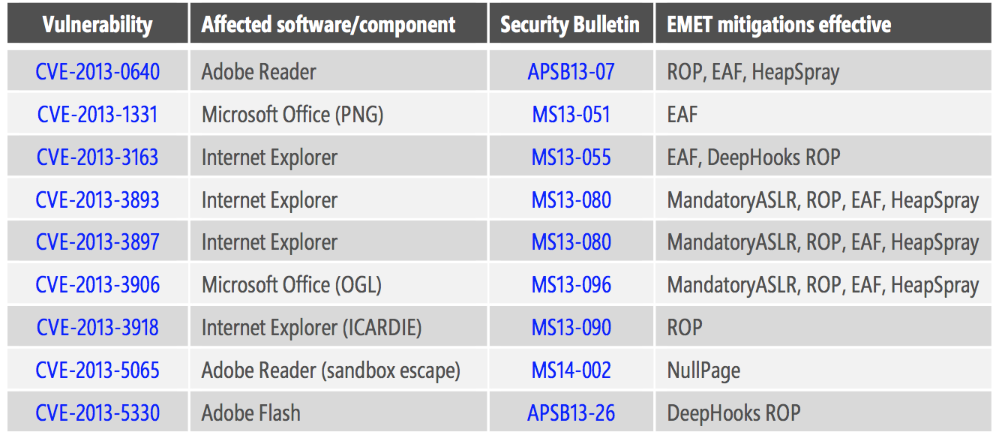 Vulnerability Affected software/component Security Bulletin EMET mitigations effective
CVE-2013-0640 Adobe Reader APSB13-07 ROP, EAF, HeapSpray
CVE-2013-1331 Microsoft Office (PNG) MS13-051 EAF
CVE-2013-3163 Internet Explorer MS13-055 EAF, DeepHooks ROP
CVE-2013-3893 Internet Explorer MS13-080 MandatoryASLR, ROP, EAF, HeapSpray
CVE-2013-3897 Internet Explorer MS13-080 MandatoryASLR, ROP, EAF, HeapSpray
CVE-2013-3906 Microsoft Office (OGL) MS13-096 MandatoryASLR, ROP, EAF, HeapSpray
CVE-2013-3918 Internet Explorer (ICARDIE) MS13-090 ROP
CVE-2013-5065 Adobe Reader (sandbox escape) MS14-002 NullPage
CVE-2013-5330 Adobe Flash APSB13-26 DeepHooks ROP